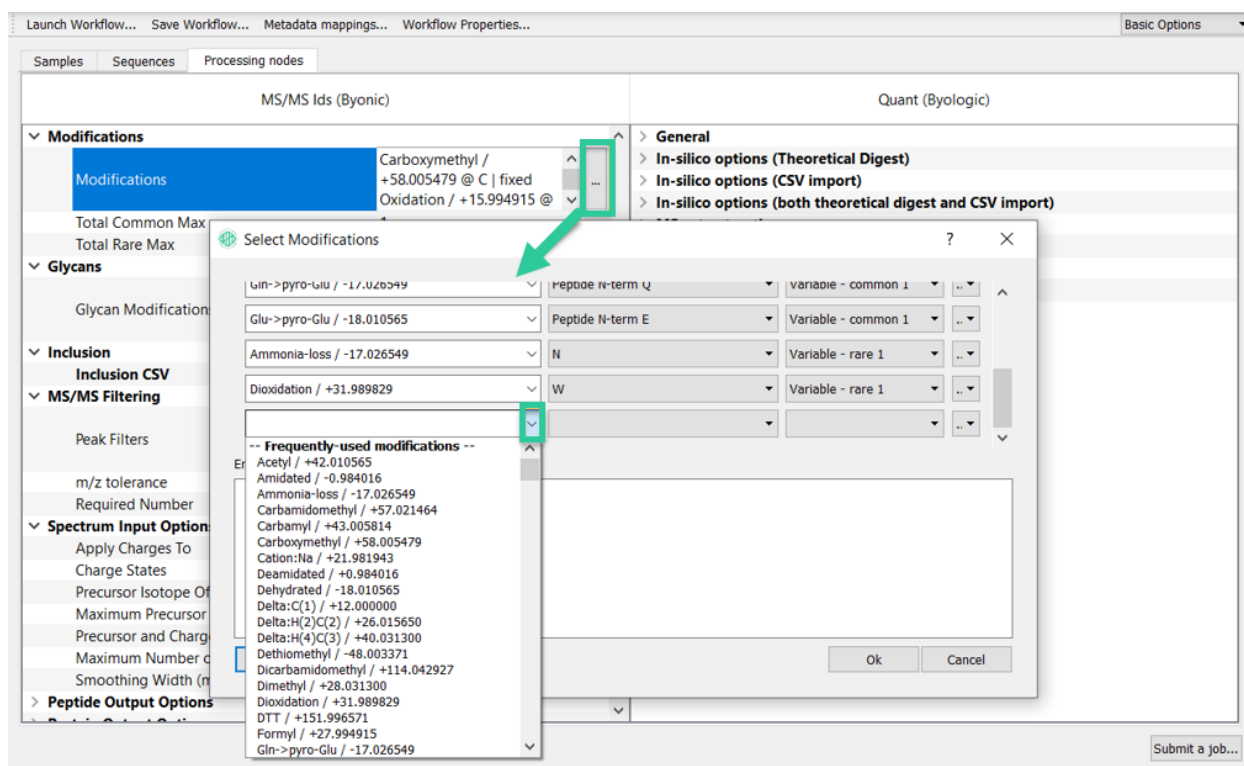 Launch Workflow... Save Workflow... Metadata mappings... Workflow Properties... Basic Options
Samples Sequences Processing nodes
MS/MS Ids (Byonic) Quant (Byologic)
Modifications General
Carboxymethyl / In-silico options (Theoretical Digest)
Modifications +58.005479 @ C | fixed ... In-silico options (CSV import)
Oxidation / +15.994915 @ In-silico options (both theoretical digest and CSV import)
Total Common Max
Total Rare Max Select Modifications ?
Glycans
Gln->pyro-Glu / -17.026549 Peptide N-term Q Variable - common 1 ..
Glycan Modification
Glu->pyro-Glu / -18.010565 Peptide N-term E Variable - common 1 ..
Inclusion Ammonia-loss / -17.026549 N Variable - rare 1 ..
Inclusion CSV
MS/MS Filtering Dioxidation / +31.989829 W Variable - rare 1 ..
..
Peak Filters -- Frequently-used modifications --
Acetyl / +42.010565
Amidated / -0.984016
m/z tolerance Ammonia-loss / -17.026549
Required Number Carbamidomethyl / +57.021464
Spectrum Input Option Carbamyl / +43.005814
Apply Charges To Carboxymethyl / +58.005479
Cation:Na / +21.981943
Charge States Deamidated / +0.984016
Precursor Isotope Of Dehydrated / -18.010565
Maximum Precursor Delta:C(1) / +12.000000
Delta:H(2)C(2) / +26.015650
Precursor and Charg Delta:H(4)C(3) / +40.031300
Maximum Number Dethiomethyl / -48.003371 Ok Cancel
Dicarbamidomethyl / +114.042927
Smoothing Width Dimethyl / +28.031300
Peptide Output Options Dioxidation / +31.989829
DTT / +151.996571
Formyl / +27.994915
Gln->pyro-Glu / -17.026549 Submit a job...